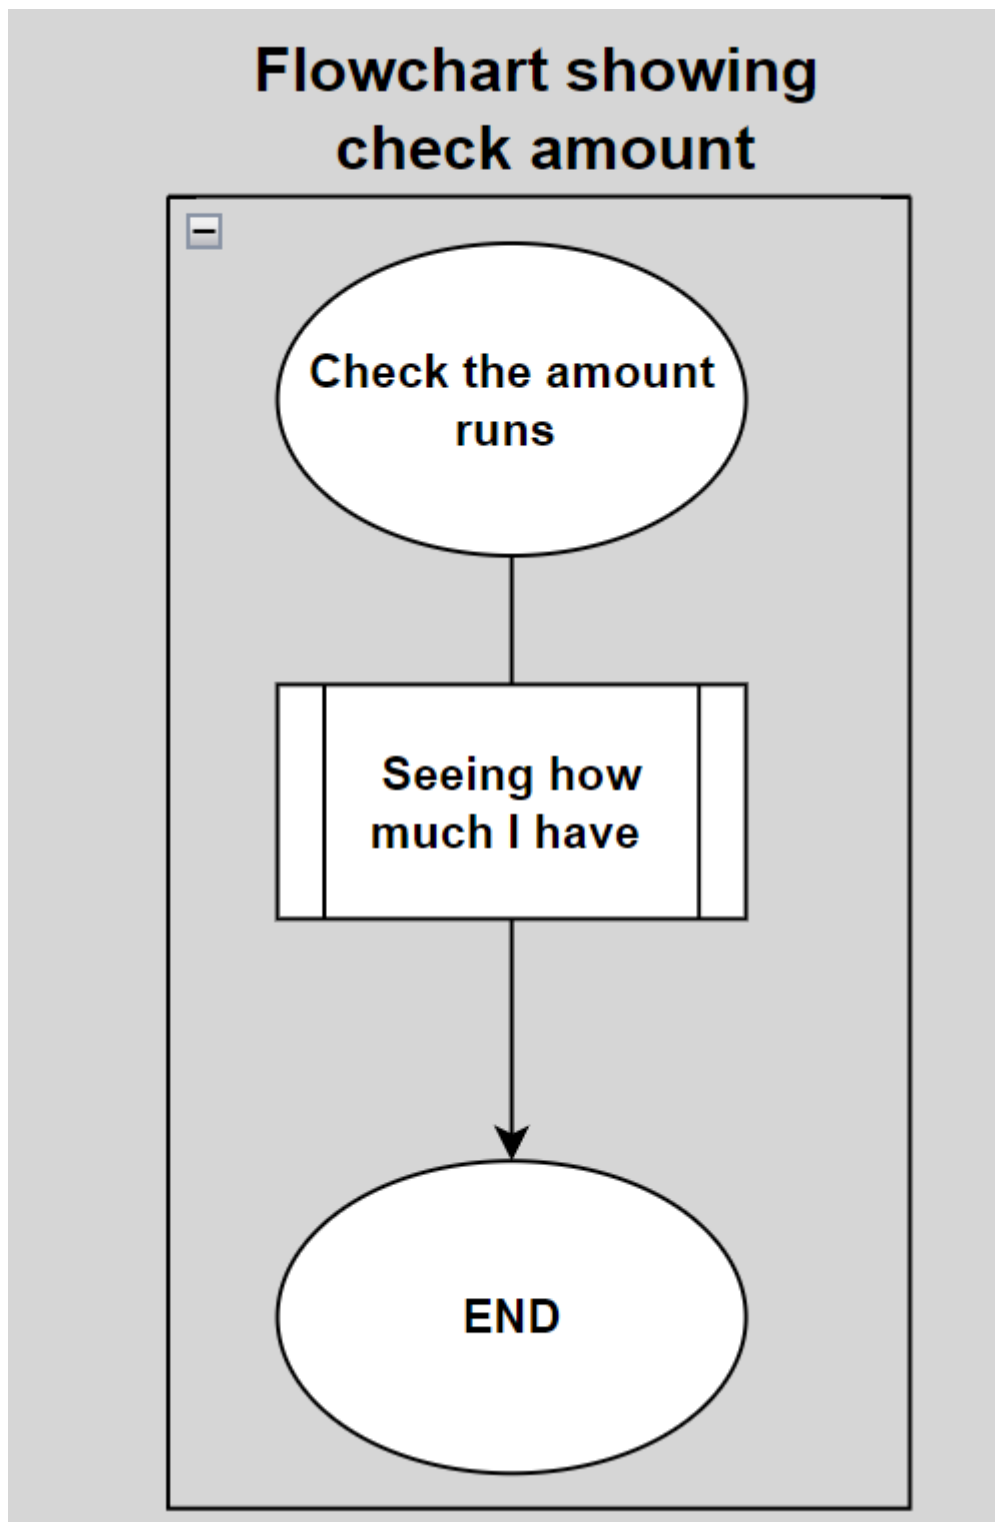 Flowchart showing
check amount
Check the amount
runs
Seeing how
much I have
END